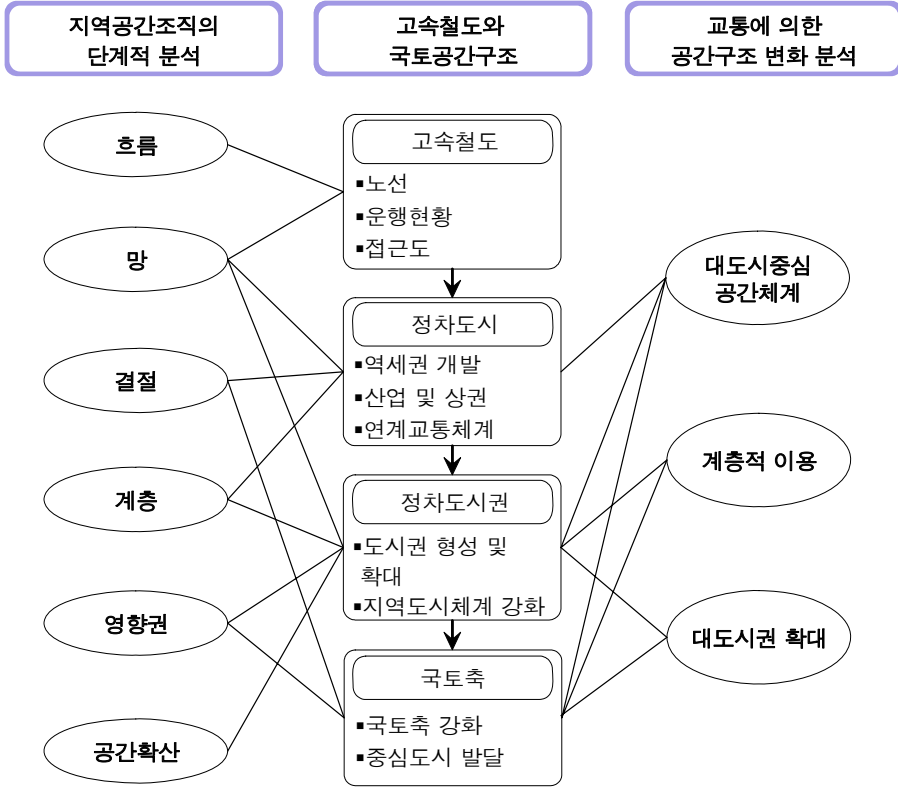 지역공간조직의
단계적 분석
고속철도와
국토공간구조
교통에 의한
공간구조 변화 분석
흐름
망
결절
계층
영향권
공간확산
고속철도
▪노선
▪운행현황
▪접근도
정차도시
▪역세권 개발
▪산업 및 상권
▪연계교통체계
정차도시권
▪도시권 형성 및
확대
▪지역도시체계 강화
국토축
▪국토축 강화
▪중심도시 발달
대도시중심
공간체계
계층적 이용
대도시권 확대